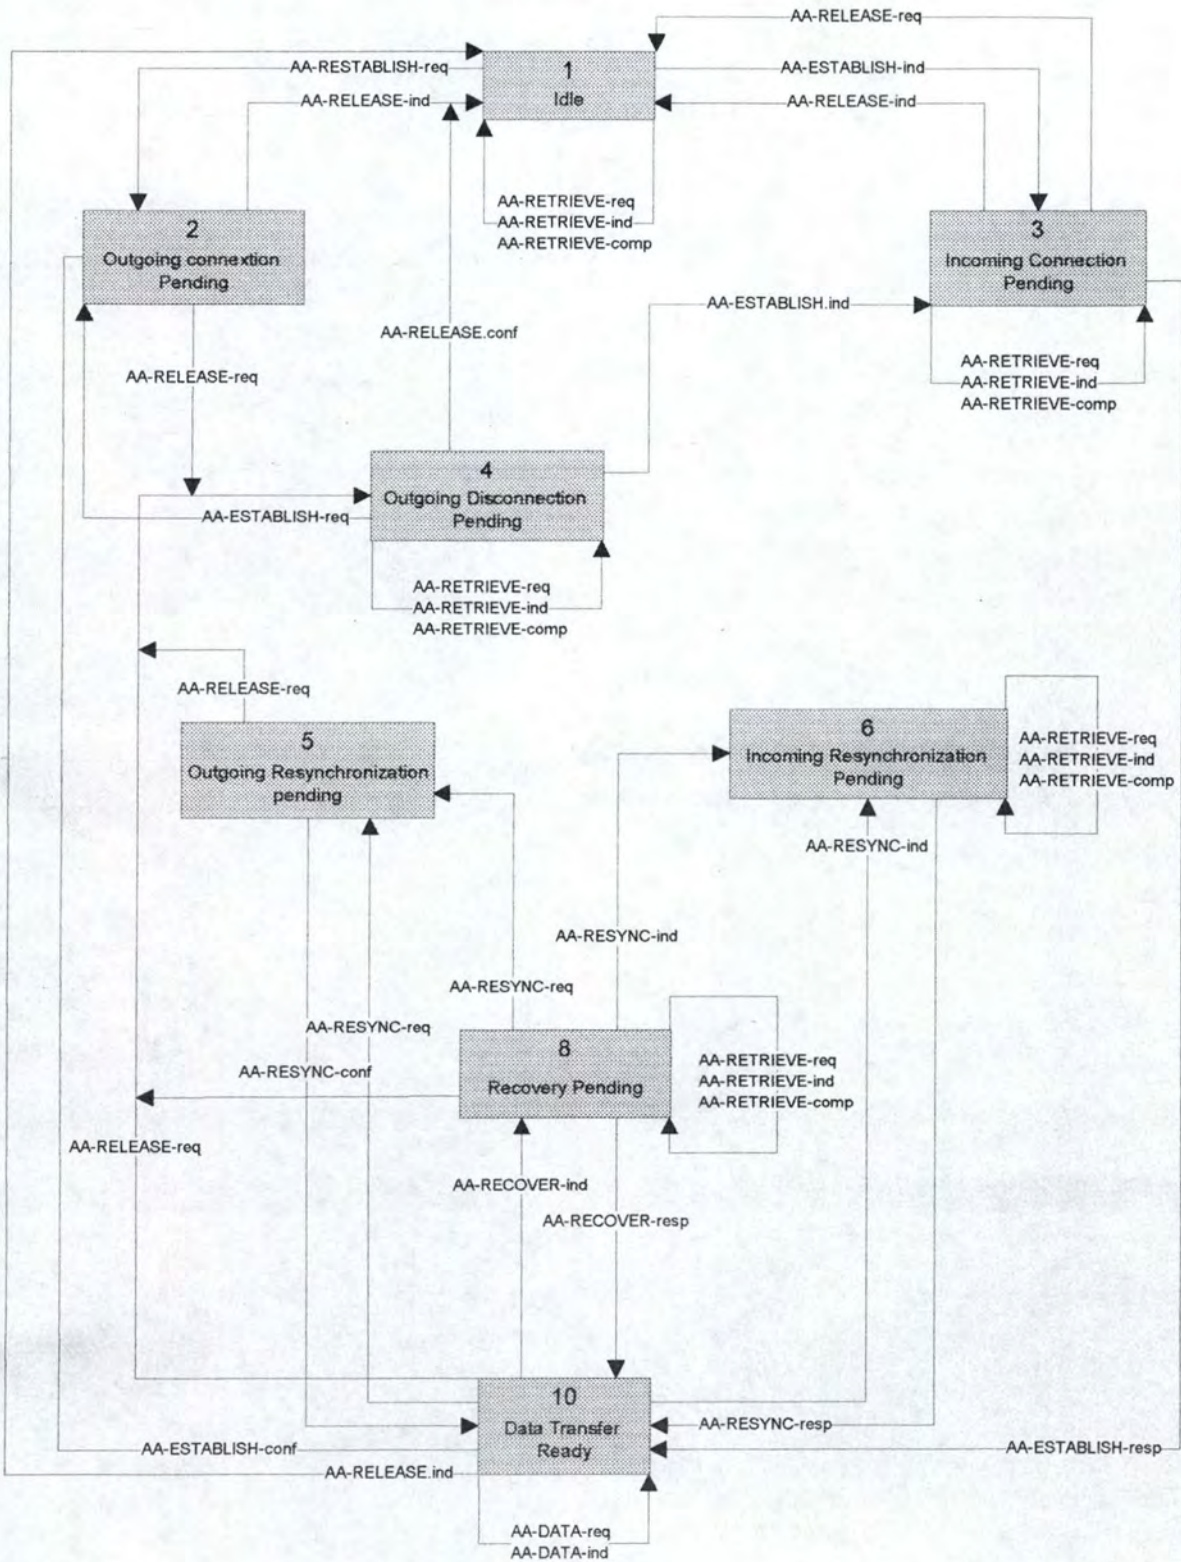 AA-RELEASE-req
1
Idle
AA-RESTABLISH-req
AA-ESTABLISH-ind
AA-RELEASE-ind
AA-RELEASE-ind
AA-RETRIEVE-req
AA-RETRIEVE-ind
AA-RETRIEVE-comp
2
Outgoing connextion
Pending
3
Incoming Connection
Pending
AA-ESTABLISH.ind
AA-RELEASE.conf
AA-RELEASE-req
AA-RETRIEVE-req
AA-RETRIEVE-ind
AA-RETRIEVE-comp
4
Outgoing Disconnection
Pending
AA-ESTABLISH-req
AA-RETRIEVE-req
AA-RETRIEVE-ind
AA-RETRIEVE-comp
AA-RELEASE-req
5
Outgoing Resynchronization
pending
6
Incoming Resynchronization
Pending
AA-RETRIEVE-req
AA-RETRIEVE-ind
AA-RETRIEVE-comp
AA-RESYNC-ind
AA-RESYNC-ind
AA-RESYNC-req
AA-RESYNC-req
8
Recovery Pending
AA-RETRIEVE-req
AA-RETRIEVE-ind
AA-RETRIEVE-comp
AA-RESYNC-conf
AA-RELEASE-req
AA-RECOVER-ind
AA-RECOVER-resp
10
Data Transfer
Ready
AA-RESYNC-resp
AA-ESTABLISH-conf
AA-ESTABLISH-resp
AA-RELEASE.ind
AA-DATA-req
AA-DATA-ind